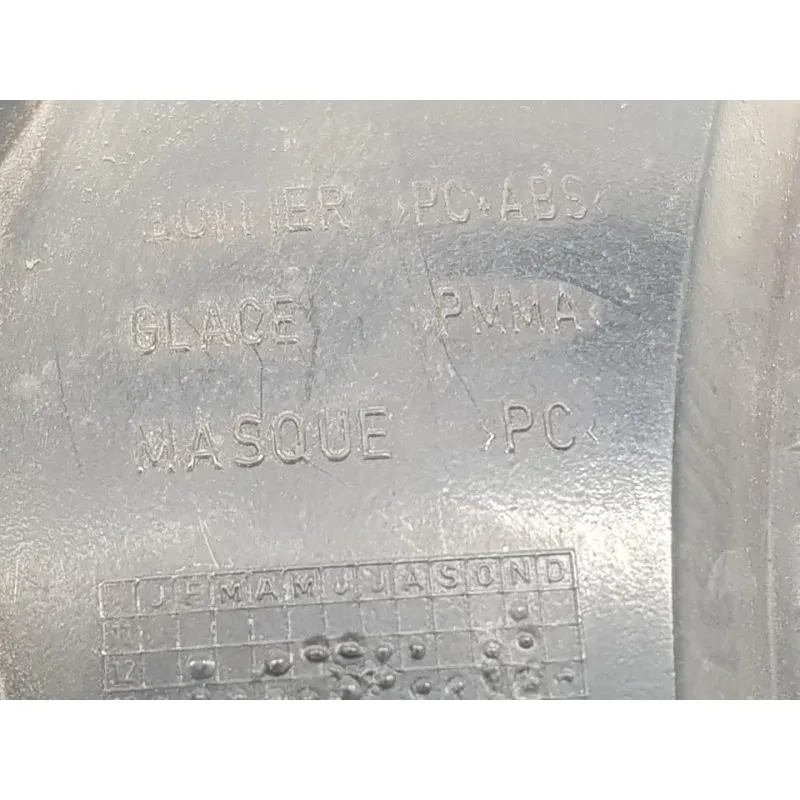 BOITIER >PC+ABS<
GLACE >PMMA<
MASQUE >PC<
J F M A M J J A S O N D